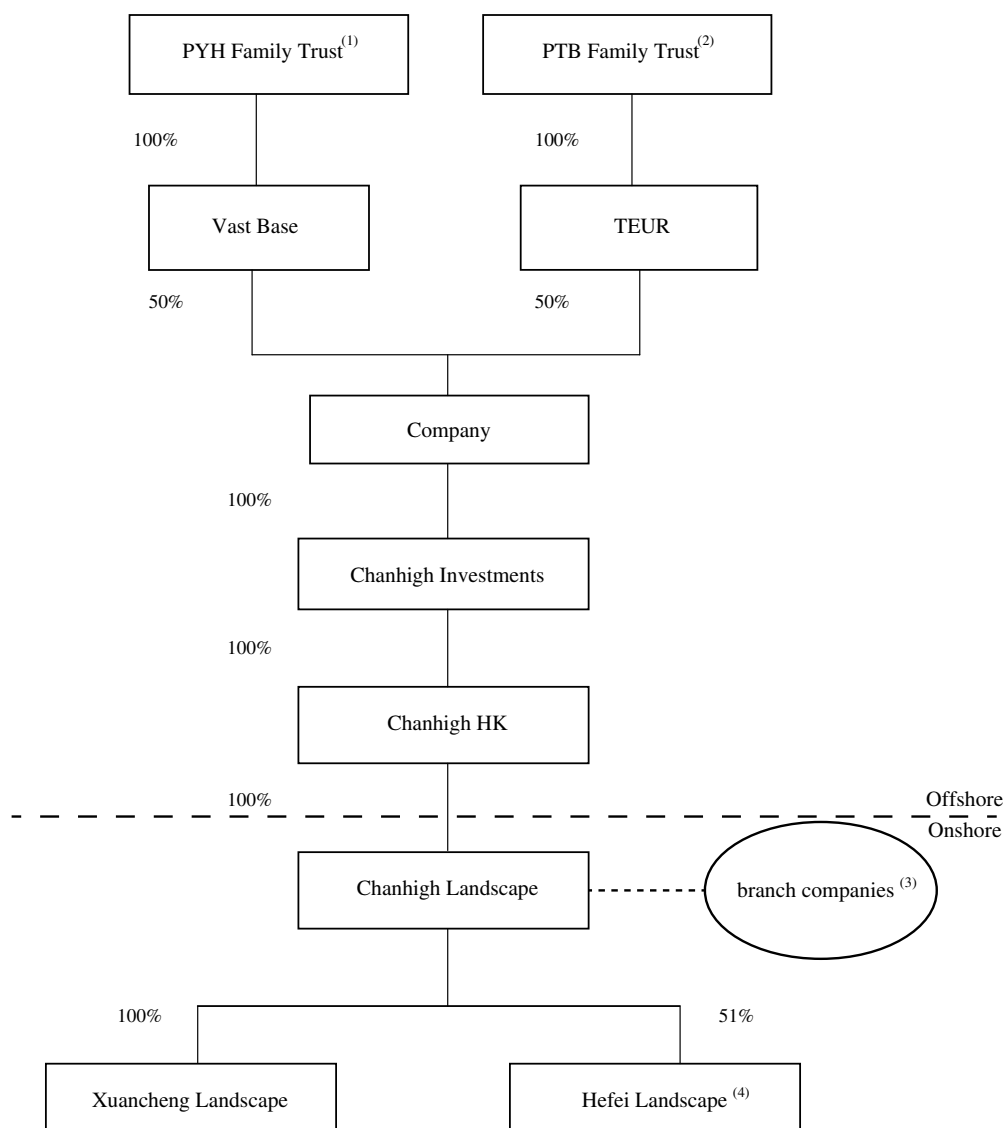 PYH Family Trust(1)
PTB Family Trust(2)
100%
100%
Vast Base
TEUR
50%
50%
Company
100%
Chanhigh Investments
100%
Chanhigh HK
100%
Offshore
Onshore
Chanhigh Landscape
branch companies (3)
100%
51%
Xuancheng Landscape
Hefei Landscape (4)